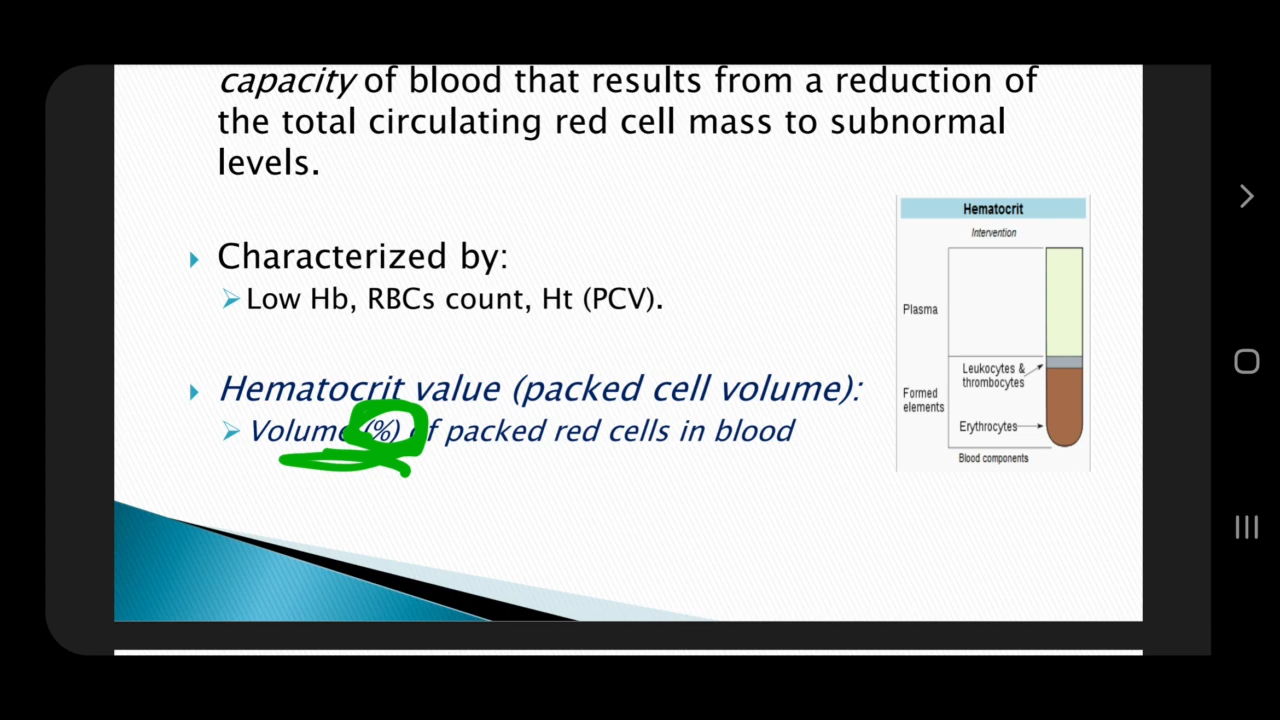 capacity of blood that results from a reduction of
the total circulating red cell mass to subnormal
levels.
Characterized by:
Low Hb, RBCs count, Ht (PCV).
Hematocrit value (packed cell volume):
Volume (%) of packed red cells in blood
Hematocrit
Intervention
Plasma
Leukocytes &
thrombocytes
Formed
elements
Erythrocytes
Blood components